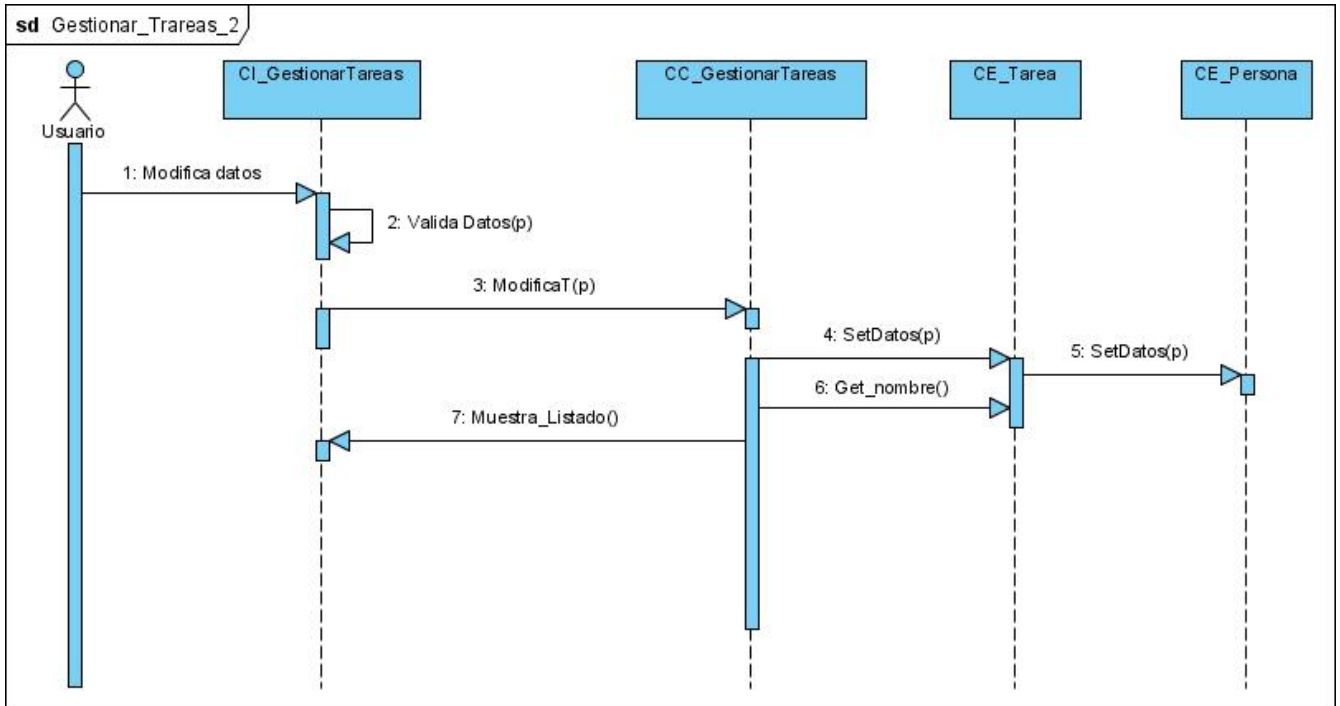 sd Gestionar_Trareas_2
CI_GestionarTareas
CC_GestionarTareas
CE_Tarea
CE_Persona
Usuario
1: Modifica datos
2: Valida Datos(p)
3: ModificaT(p)
4: SetDatos(p)
5: SetDatos(p)
6: Get_nombre()
7: Muestra_Listado()